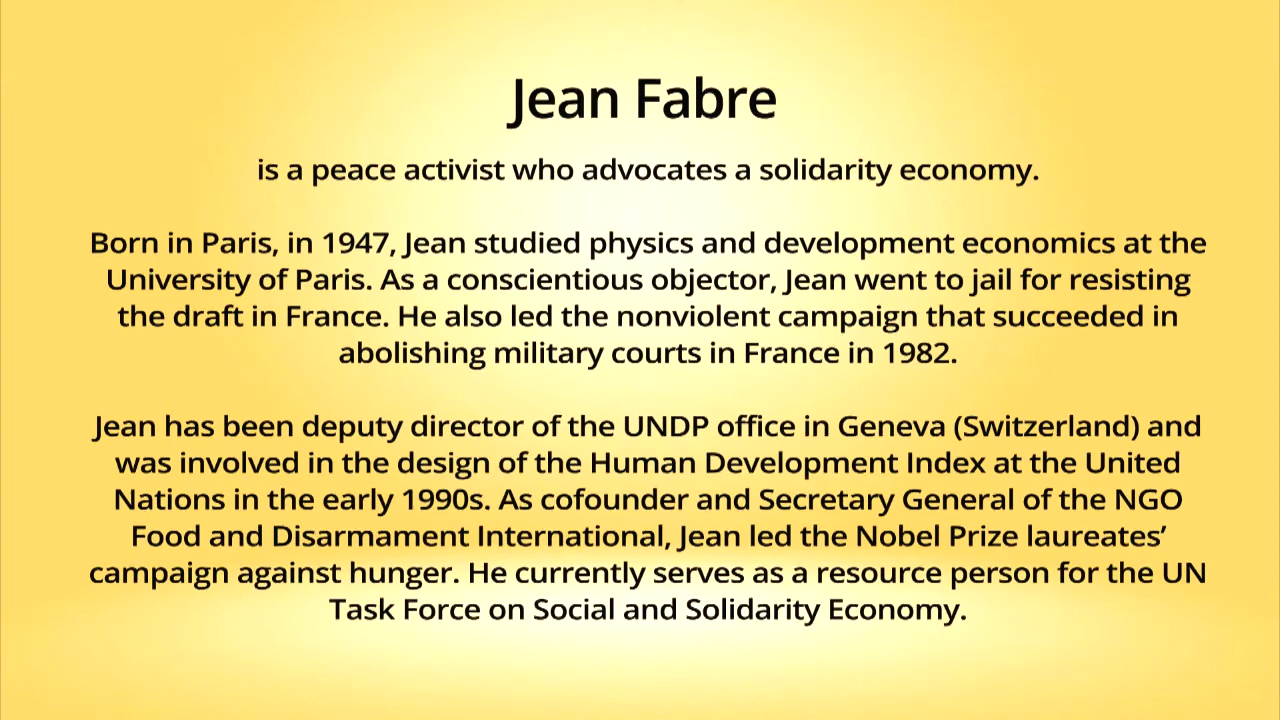 Jean Fabre
is a peace activist who advocates a solidarity economy.
Born in Paris, in 1947, Jean studied physics and development economics at the
University of Paris. As a conscientious objector, Jean went to jail for resisting
the draft in France. He also led the nonviolent campaign that succeeded in
abolishing military courts in France in 1982.
Jean has been deputy director of the UNDP office in Geneva (Switzerland) and
was involved in the design of the Human Development Index at the United
Nations in the early 1990s. As cofounder and Secretary General of the NGO
Food and Disarmament International, Jean led the Nobel Prize laureates’
campaign against hunger. He currently serves as a resource person for the UN
Task Force on Social and Solidarity Economy.